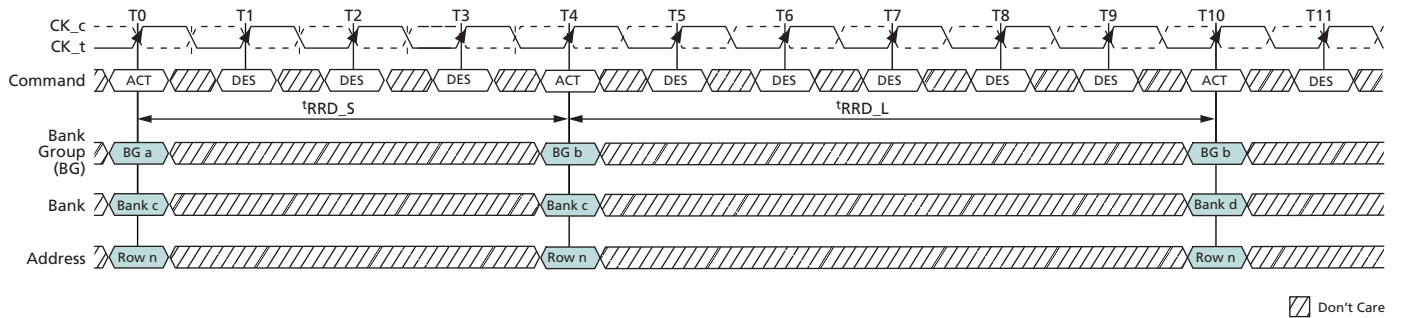 T0 T1 T2 T3 T4 T5 T6 T7 T8 T9 T10 T11
CK_c
CK_t
Command ACT DES DES DES ACT DES DES DES DES DES ACT DES
tRRD_S tRRD_L
Bank
Group
(BG)
BG a BG b BG b
Bank Bank c Bank c Bank d
Address Row n Row n Row n
Don't Care